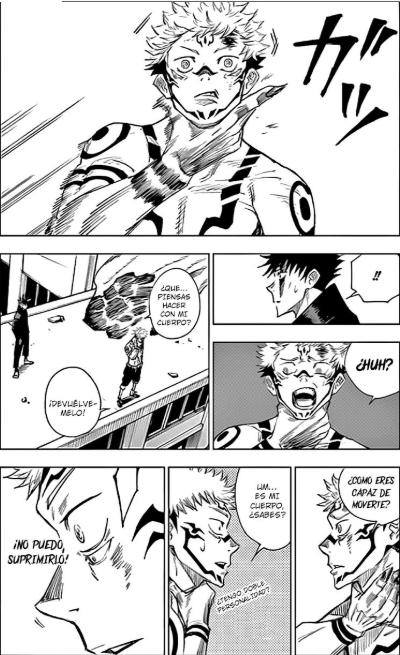 ガッ
!!
¿HUH?
¿QUE...
PIENSAS
HACER
CON MI
CUERPO?
¡DEVUÉLVE-
MELO!
¿COMO ERES
CAPAZ DE
MOVERTE?
UM...
ES MI
CUERPO,
¿SABES?
¿TENGO DOBLE
PERSONALIDAD?
¡NO PUEDO
SUPRIMIRLO!